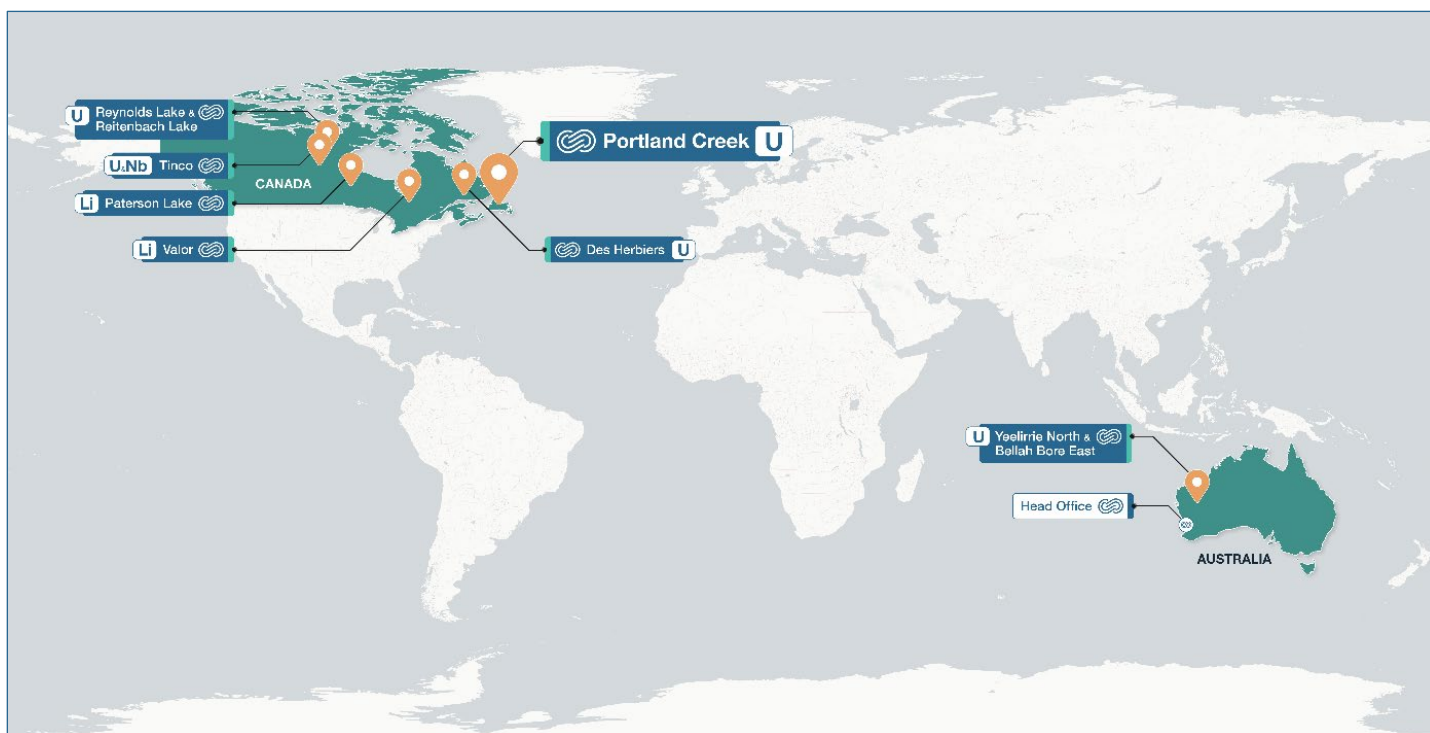 U Reynolds Lake &
Reitenbach Lake
Portland Creek U
U&Nb Tinco
CANADA
Li Paterson Lake
Li Valor
Des Herbiers U
U Yeelirrie North &
Bellah Bore East
Head Office
AUSTRALIA